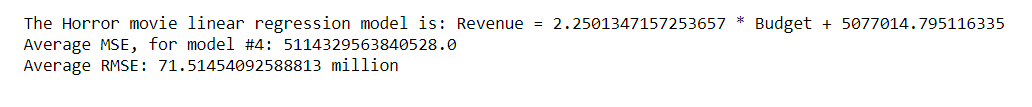 The Horror movie linear regression model is: Revenue = 2.2501347157253657 * Budget + 5077014.795116335
Average MSE, for model #4: 5114329563840528.0
Average RMSE: 71.51454092588813 million